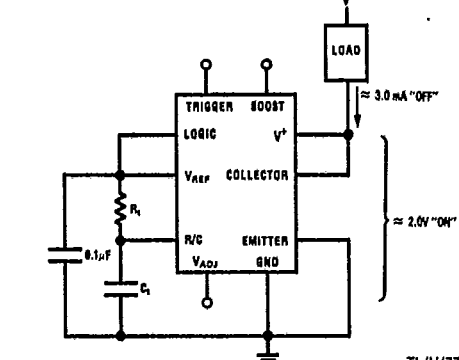 LOAD
≈ 3.0 mA "OFF"
TRIGGER BOOST
LOGIC
V+
VREF
COLLECTOR
R1
≈ 2.0V "ON"
R/C
EMITTER
0.1µF
VADJ
GND